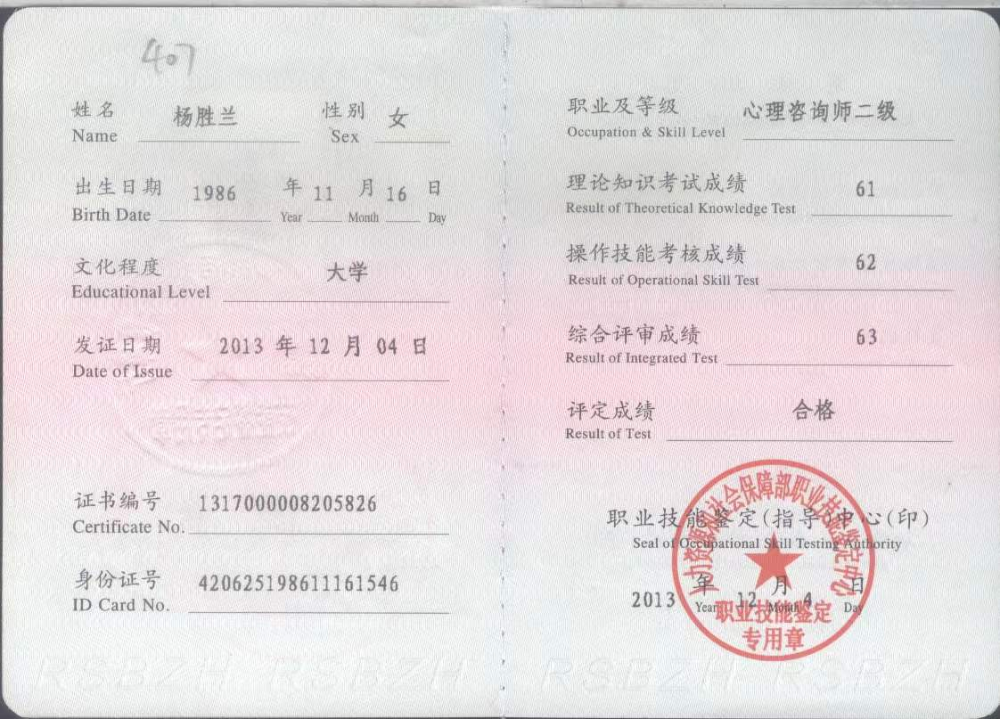 407
姓名 杨胜兰 性别 女
Name Sex
出生日期 1986 年 11 月 16 日
Birth Date Year Month Day
文化程度 大学
Educational Level
发证日期 2013 年 12 月 04 日
Date of Issue
证书编号 1317000008205826
Certificate No.
身份证号 420625198611161546
ID Card No.
职业及等级 心理咨询师二级
Occupation & Skill Level
理论知识考试成绩 61
Result of Theoretical Knowledge Test
操作技能考核成绩 62
Result of Operational Skill Test
综合评审成绩 63
Result of Integrated Test
评定成绩 合格
Result of Test
人力资源和社会保障部职业技能鉴定中心
职业技能鉴定(指导)中心(印)
Seal of Occupational Skill Testing Authority
2013 年 12 月 4 日
Year Month Day
职业技能鉴定
专用章
RSBZH RSBZH RSBZH RSBZH